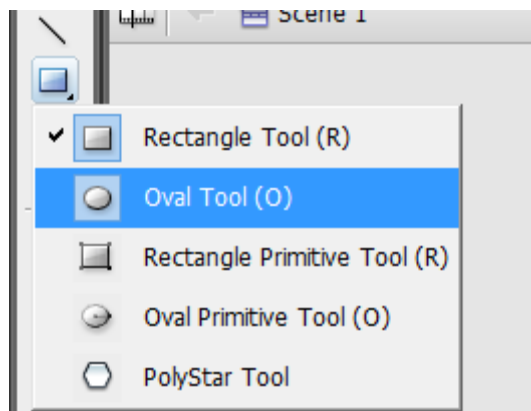 Scene 1
Rectangle Tool (R)
Oval Tool (O)
Rectangle Primitive Tool (R)
Oval Primitive Tool (O)
PolyStar Tool